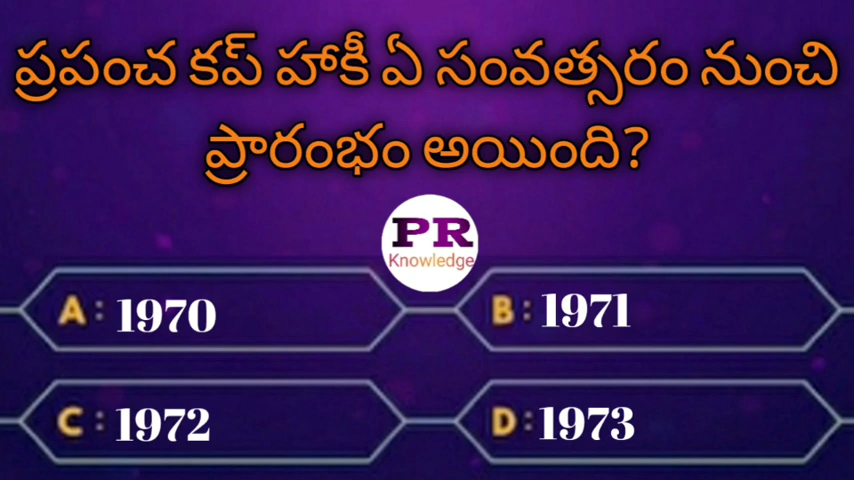 ప్రపంచ కప్ హాకీ ఏ సంవత్సరం నుంచి
ప్రారంభం అయింది?
PR
Knowledge
A : 1970
B : 1971
C : 1972
D : 1973